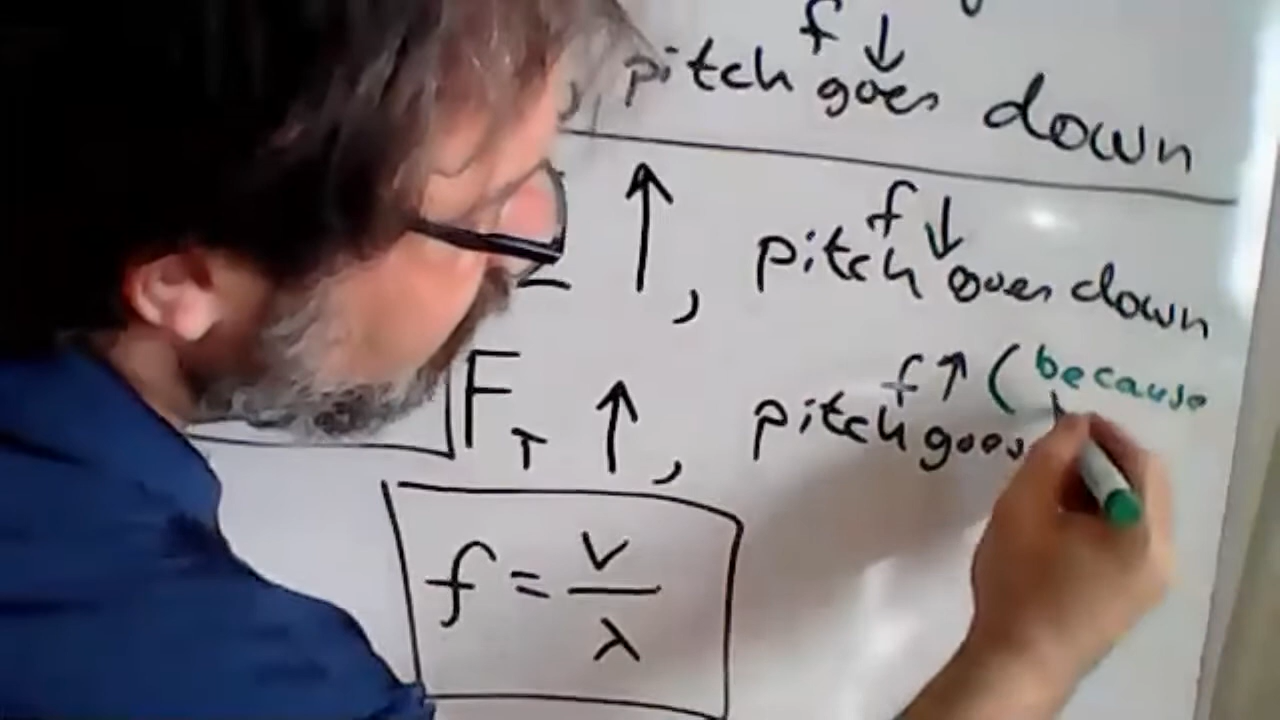 f ↓
, pitch goes down
↑, pitch goes down
f ↓
F_T ↑, pitch goes
f ↑ (because
f = v/λ